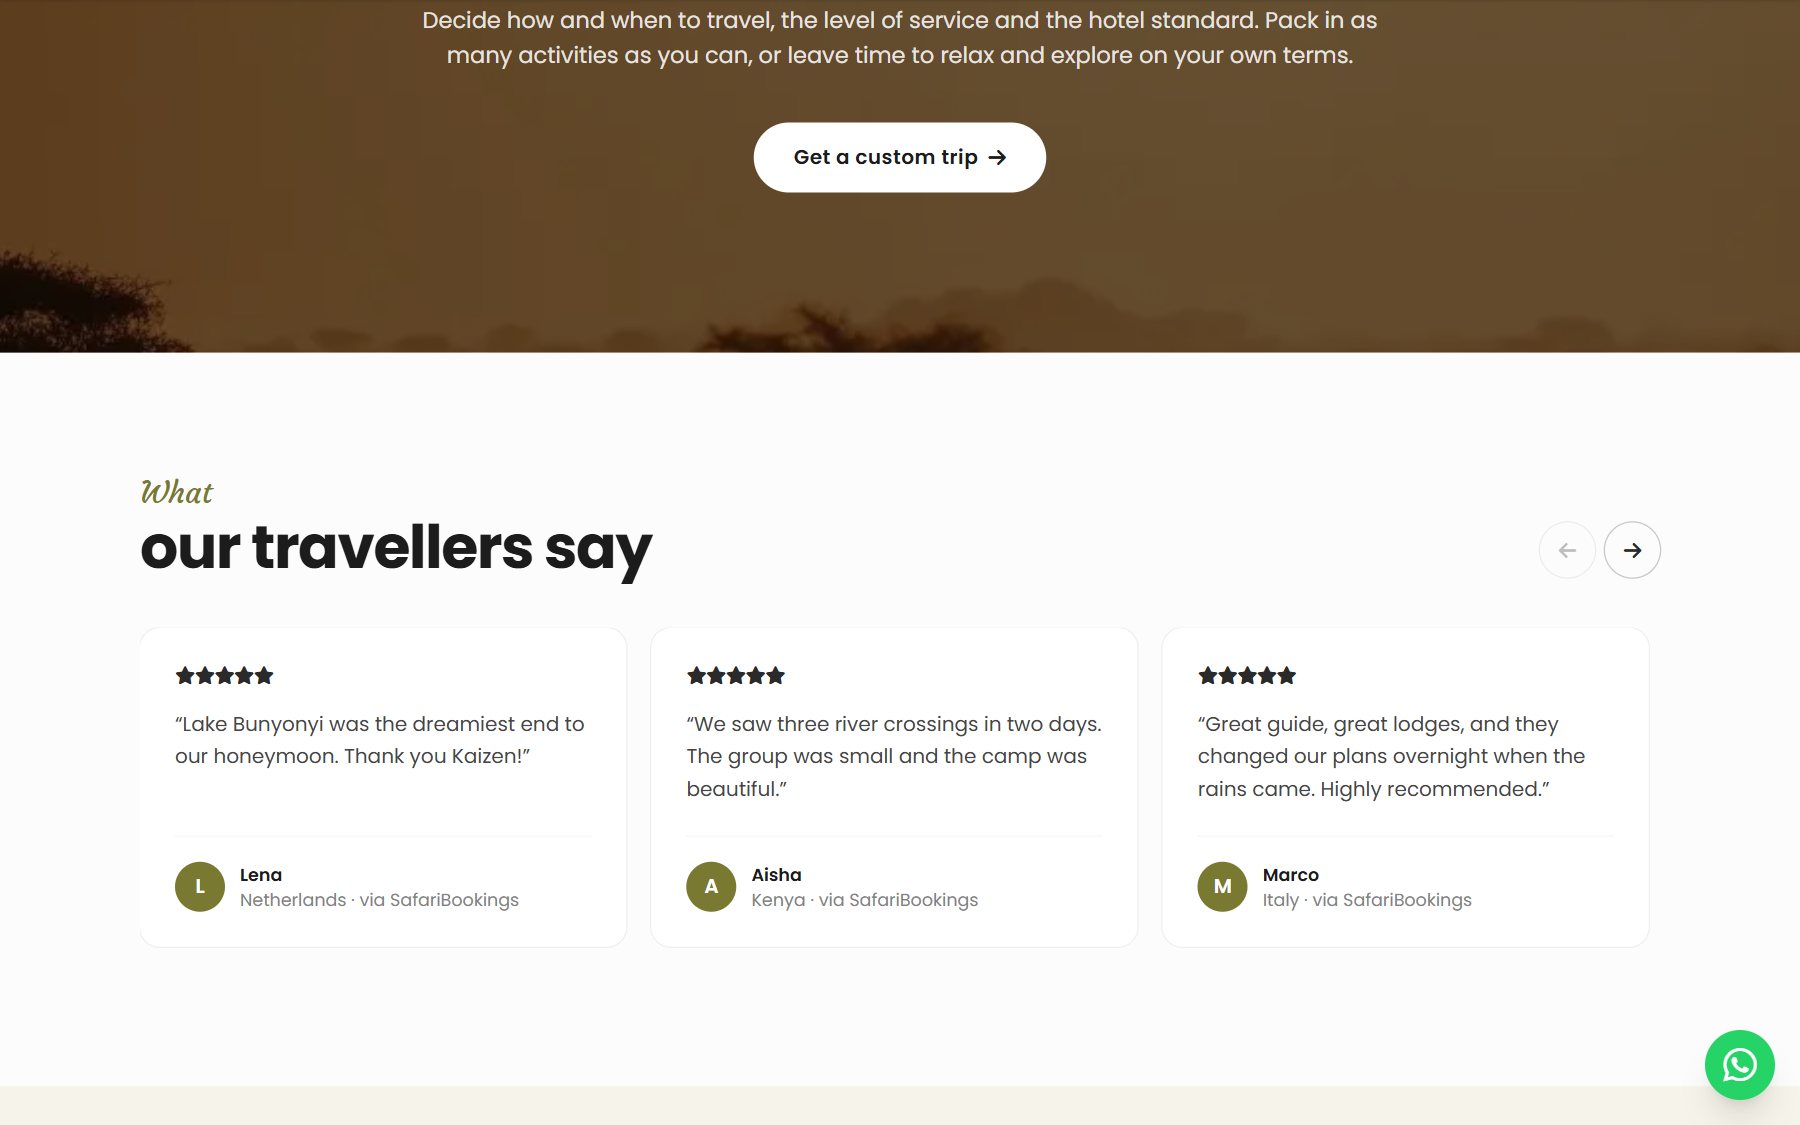 Decide how and when to travel, the level of service and the hotel standard. Pack in as
many activities as you can, or leave time to relax and explore on your own terms.
Get a custom trip →
What
our travellers say
“Lake Bunyonyi was the dreamiest end to
our honeymoon. Thank you Kaizen!”
L
Lena
Netherlands · via SafariBookings
“We saw three river crossings in two days.
The group was small and the camp was
beautiful.”
A
Aisha
Kenya · via SafariBookings
“Great guide, great lodges, and they
changed our plans overnight when the
rains came. Highly recommended.”
M
Marco
Italy · via SafariBookings